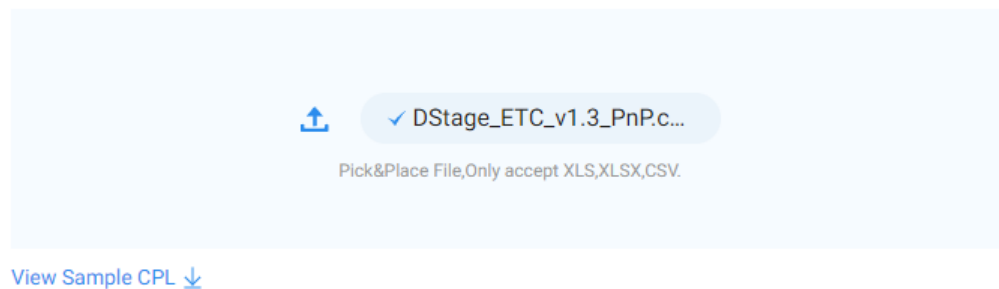 DStage_ETC_v1.3_PnP.c...
Pick&Place File,Only accept XLS,XLSX,CSV.
View Sample CPL